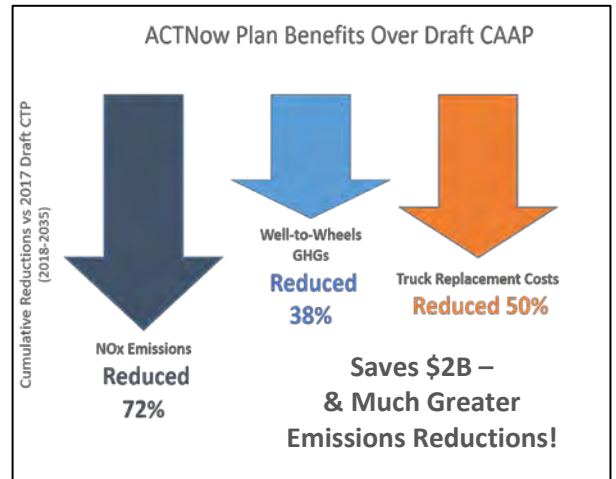 ACTNow Plan Benefits Over Draft CAAP
Cumulative Reductions vs 2017 Draft CTP
(2018-2035)
NOx Emissions
Reduced
72%
Well-to-Wheels
GHGs
Reduced
38%
Truck Replacement Costs
Reduced 50%
Saves $2B –
& Much Greater
Emissions Reductions!